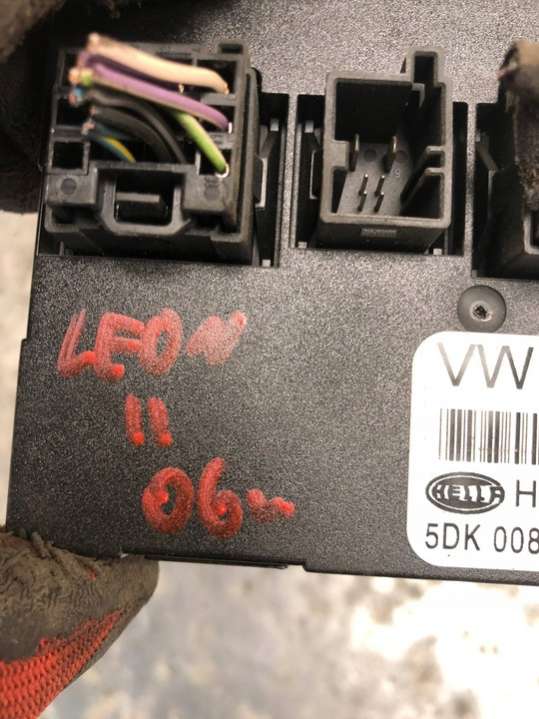 LEON
II
06-
VW
HELLA H
5DK 008